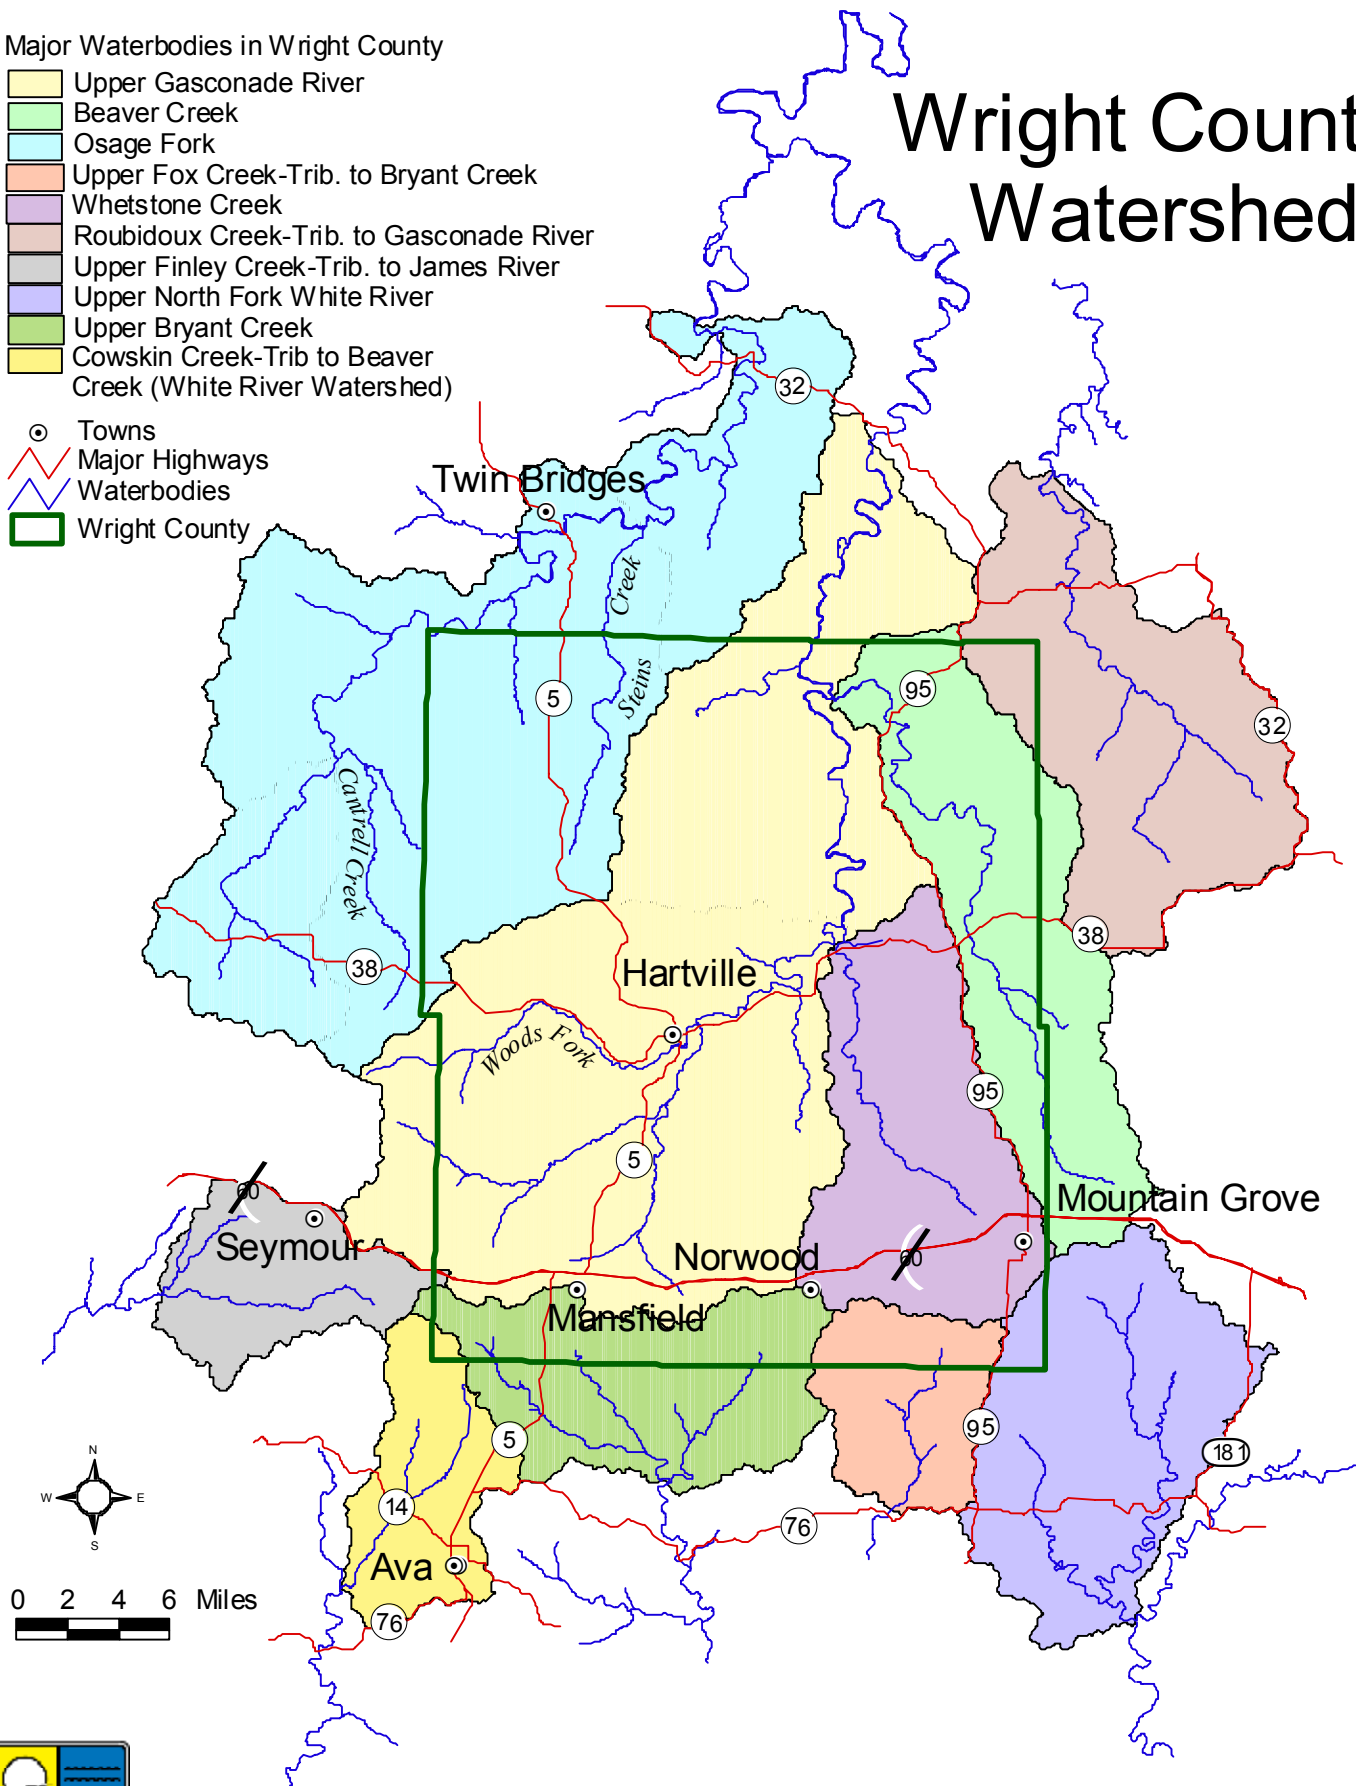 Major Waterbodies in Wright County
Upper Gasconade River
Beaver Creek
Osage Fork
Upper Fox Creek-Trib. to Bryant Creek
Whetstone Creek
Roubidoux Creek-Trib. to Gasconade River
Upper Finley Creek-Trib. to James River
Upper North Fork White River
Upper Bryant Creek
Cowskin Creek-Trib to Beaver
Creek (White River Watershed)
Towns
Major Highways
Waterbodies
Wright County
Wright Count
Watershed
32
Twin Bridges
Creek
Steins
5
95
32
Cantrell Creek
38
38
Hartville
Woods Fork
95
5
60
Seymour
Mountain Grove
Norwood
60
Mansfield
5
95
181
14
76
Ava
76
N
W
E
S
0 2 4 6 Miles